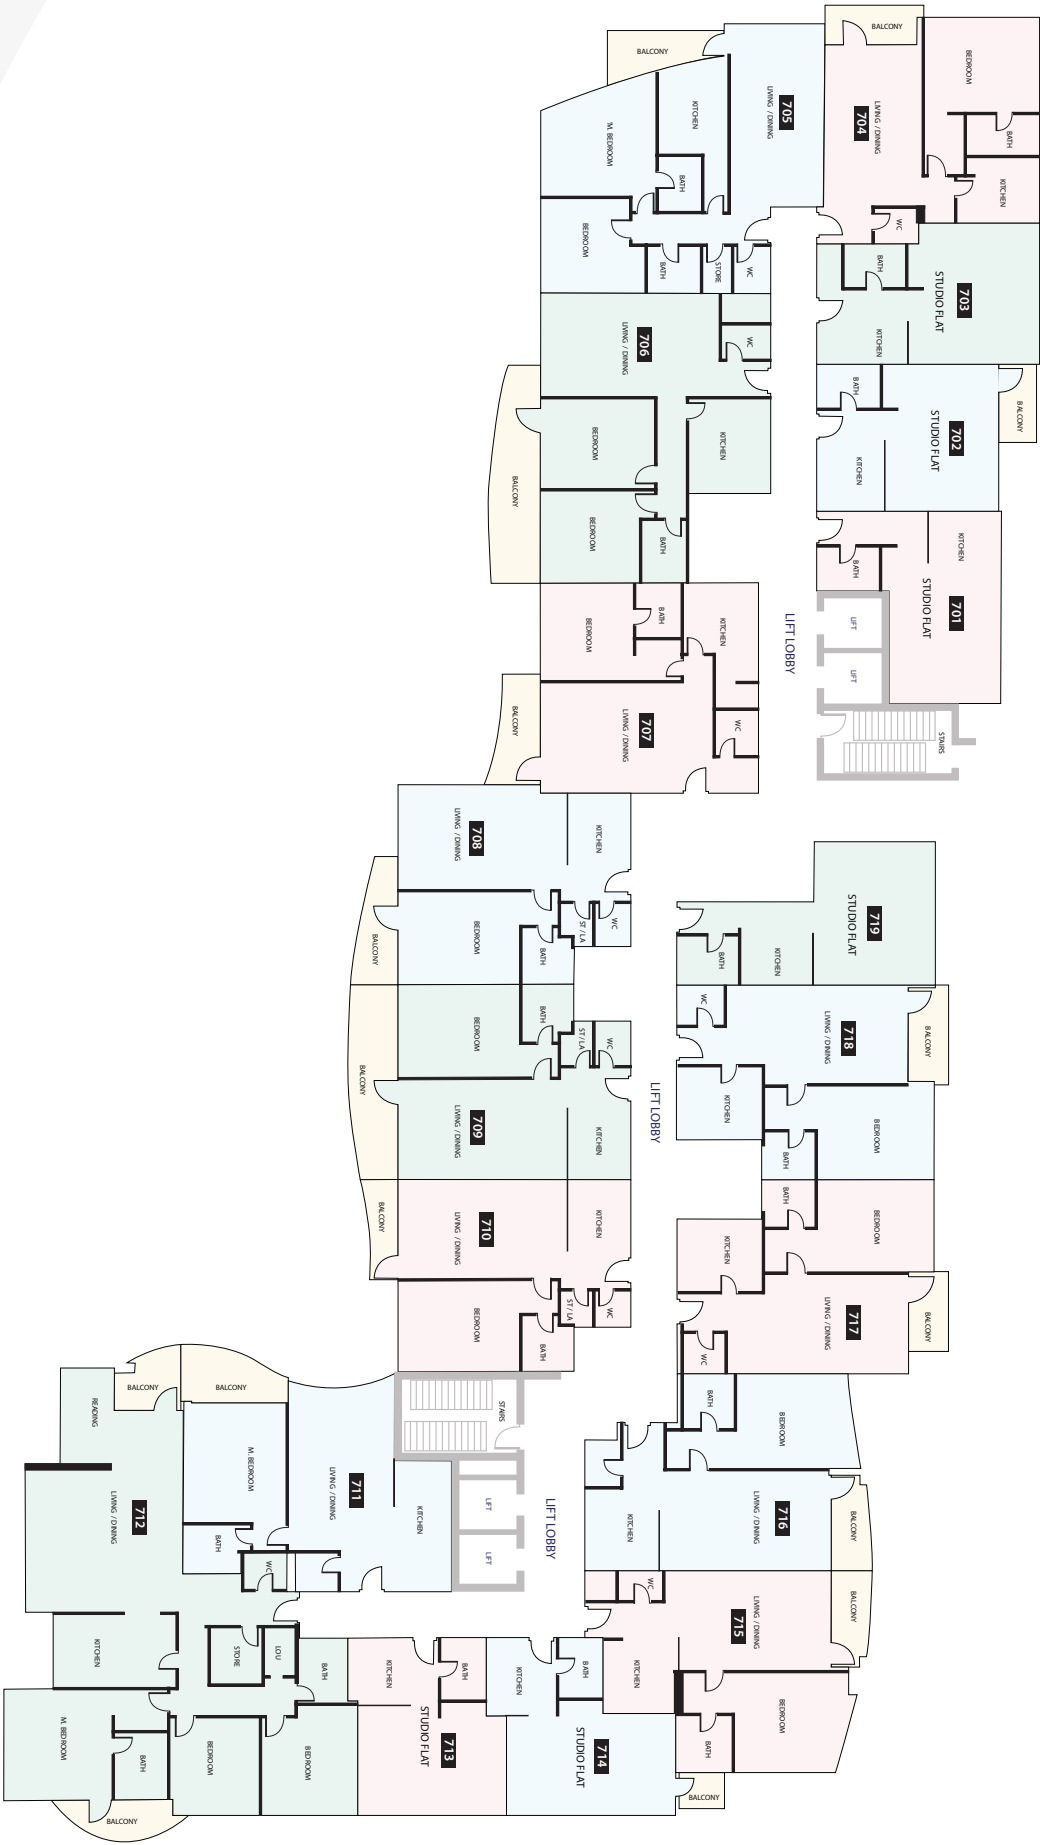 BALCONY
BALCONY
LIVING / DINING
705
704
LIVING / DINING
BEDROOM
KITCHEN
M. BEDROOM
BATH
BATH
KITCHEN
WC
BEDROOM
BATH
STORE
WC
BATH
STUDIO FLAT
703
KITCHEN
LIVING / DINING
706
WC
BATH
STUDIO FLAT
702
BALCONY
KITCHEN
BEDROOM
KITCHEN
BALCONY
BEDROOM
BATH
KITCHEN
BATH
STUDIO FLAT
701
BEDROOM
BATH
KITCHEN
LIFT LOBBY
LIFT
LIFT
BALCONY
LIVING / DINING
707
WC
STAIRS
LIVING / DINING
708
KITCHEN
BALCONY
BEDROOM
BATH
ST / LA
WC
STUDIO FLAT
719
KITCHEN
BATH
BEDROOM
BATH
ST / LA
WC
WC
LIVING / DINING
718
BALCONY
BALCONY
LIVING / DINING
709
KITCHEN
LIFT LOBBY
KITCHEN
BEDROOM
BATH
BALCONY
LIVING / DINING
710
KITCHEN
BATH
BEDROOM
KITCHEN
BEDROOM
BATH
ST / LA
WC
WC
LIVING / DINING
717
BALCONY
BALCONY
BALCONY
READING
STAIRS
BATH
BEDROOM
M. BEDROOM
LIVING / DINING
711
KITCHEN
LIFT
LIFT
LIFT LOBBY
KITCHEN
LIVING / DINING
716
BALCONY
LIVING / DINING
712
BATH
WC
WC
LIVING / DINING
715
BALCONY
KITCHEN
STORE
LOU
BATH
KITCHEN
BATH
KITCHEN
BATH
KITCHEN
BEDROOM
BATH
M. BEDROOM
BATH
BEDROOM
BEDROOM
STUDIO FLAT
713
STUDIO FLAT
714
BALCONY
BALCONY